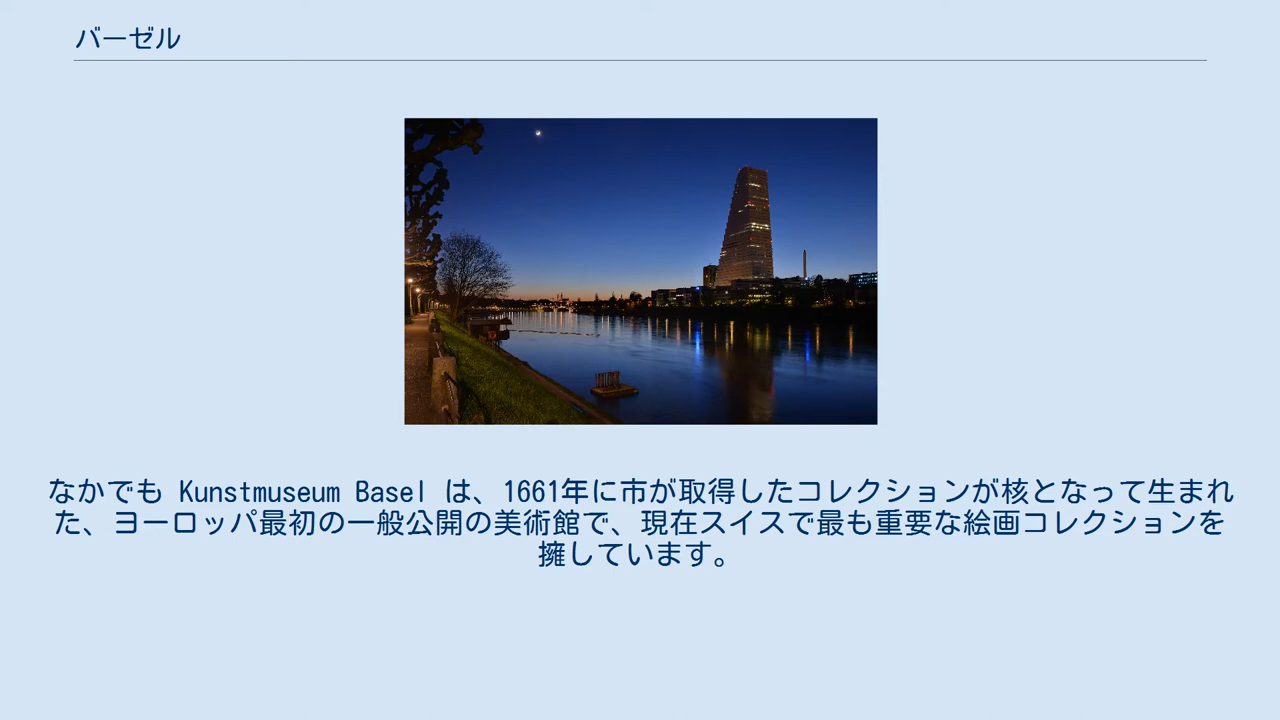 バーゼル
なかでも Kunstmuseum Basel は、1661年に市が取得したコレクションが核となって生まれ
た、ヨーロッパ最初の一般公開の美術館で、現在スイスで最も重要な絵画コレクションを
擁しています。